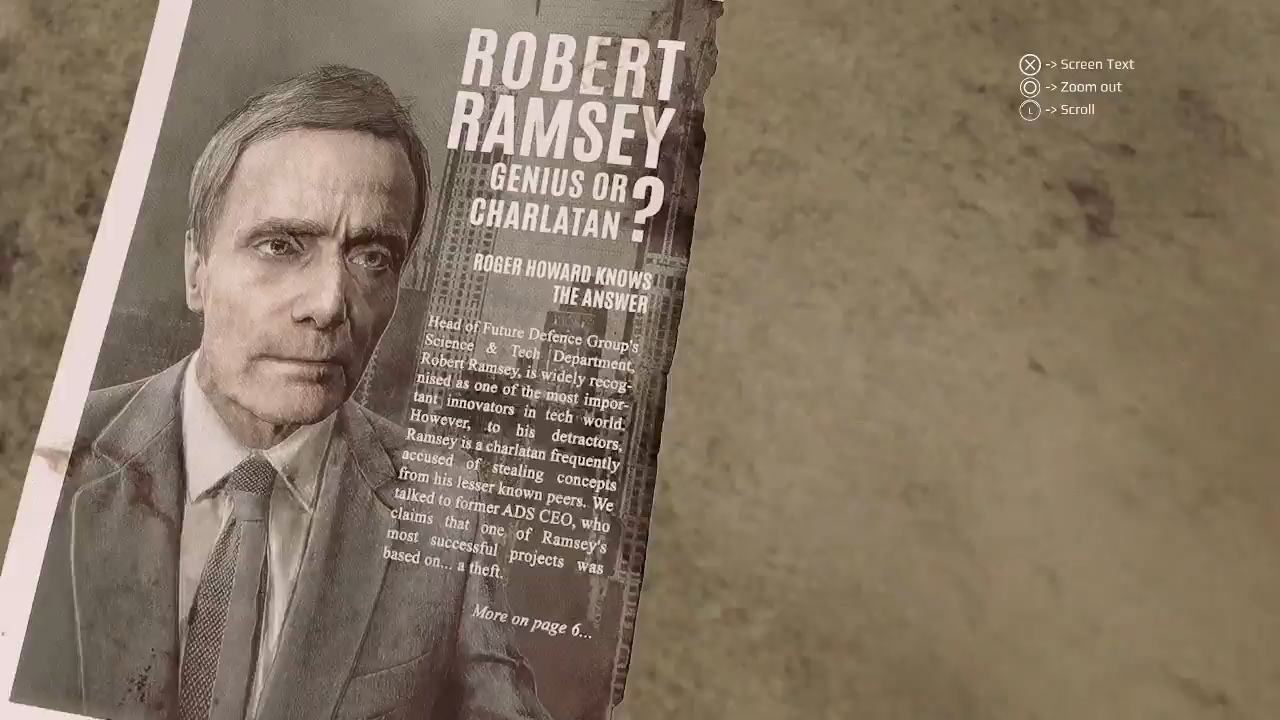 ROBERT
RAMSEY
GENIUS OR
CHARLATAN ?
ROGER HOWARD KNOWS
THE ANSWER
Head of Future Defence Group's
Science & Tech Department,
Robert Ramsey, is widely recog-
nised as one of the most impor-
tant innovators in tech world.
However, to his detractors,
Ramsey is a charlatan frequently
accused of stealing concepts
from his lesser known peers. We
talked to former ADS CEO, who
claims that one of Ramsey's
most successful projects was
based on... a theft.
More on page 6...
-> Screen Text
-> Zoom out
L -> Scroll